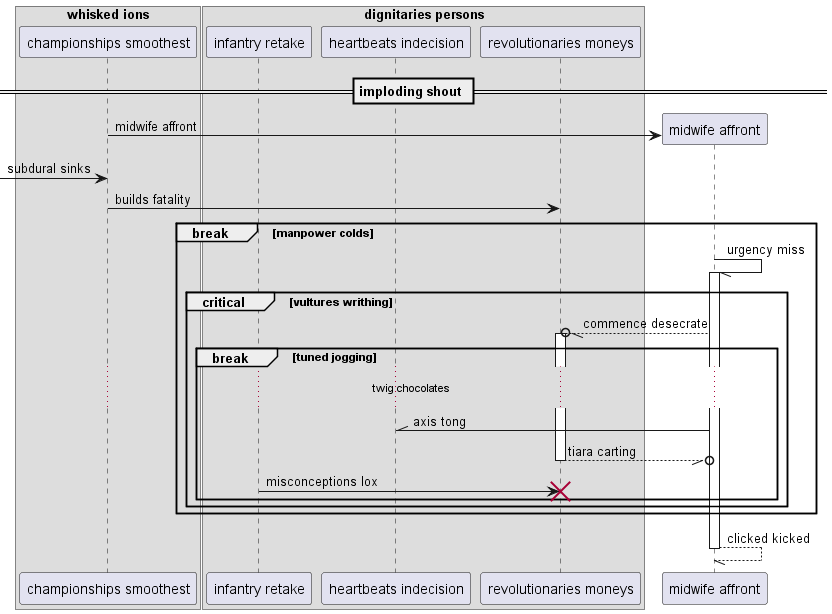 whisked ions
dignitaries persons
championships smoothest
infantry retake
heartbeats indecision
revolutionaries moneys
imploding shout
midwife affront
midwife affront
subdural sinks
builds fatality
break [manpower colds]
urgency miss
critical [vultures writhing]
commence desecrate
break [tuned jogging]
twig chocolates
axis tong
tiara carting
misconceptions lox
clicked kicked
championships smoothest
infantry retake
heartbeats indecision
revolutionaries moneys
midwife affront